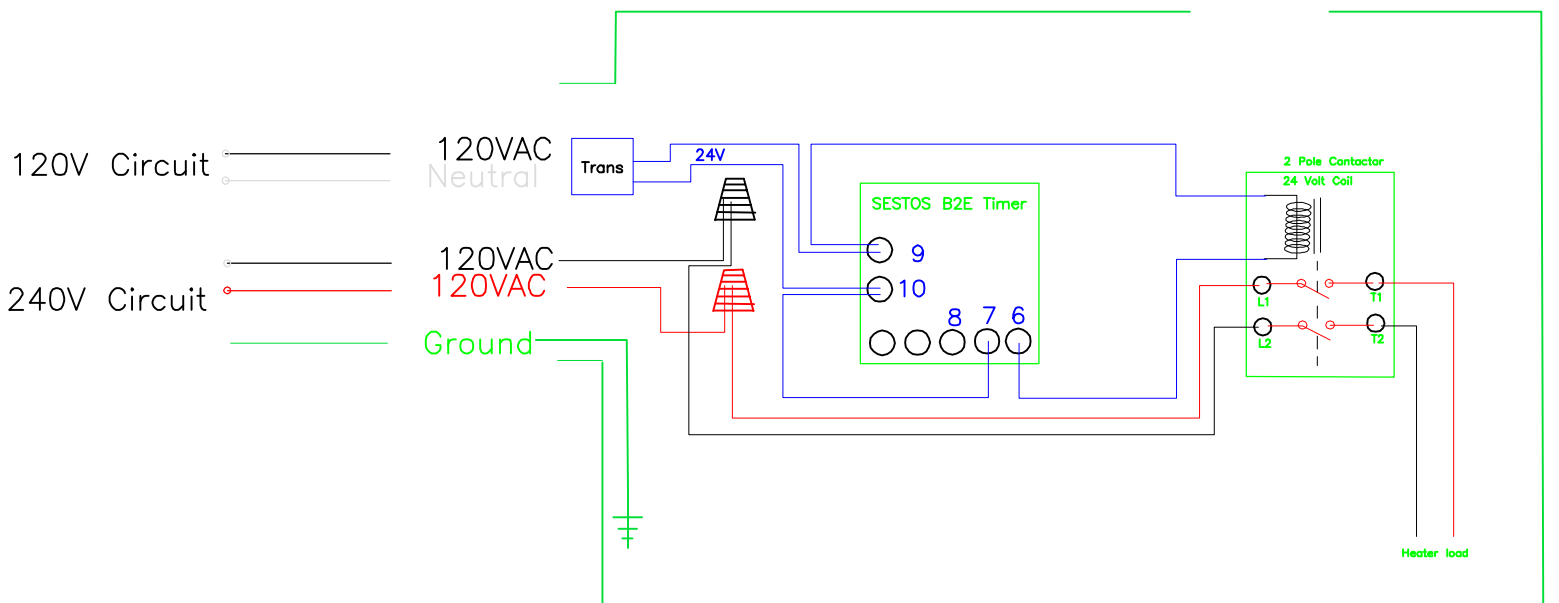 120V Circuit
120VAC
Neutral
Trans
24V
2 Pole Contactor
24 Volt Coil
SESTOS B2E Timer
9
10
8 7 6
240V Circuit
120VAC
120VAC
Ground
L1
T1
L2
T2
Heater load